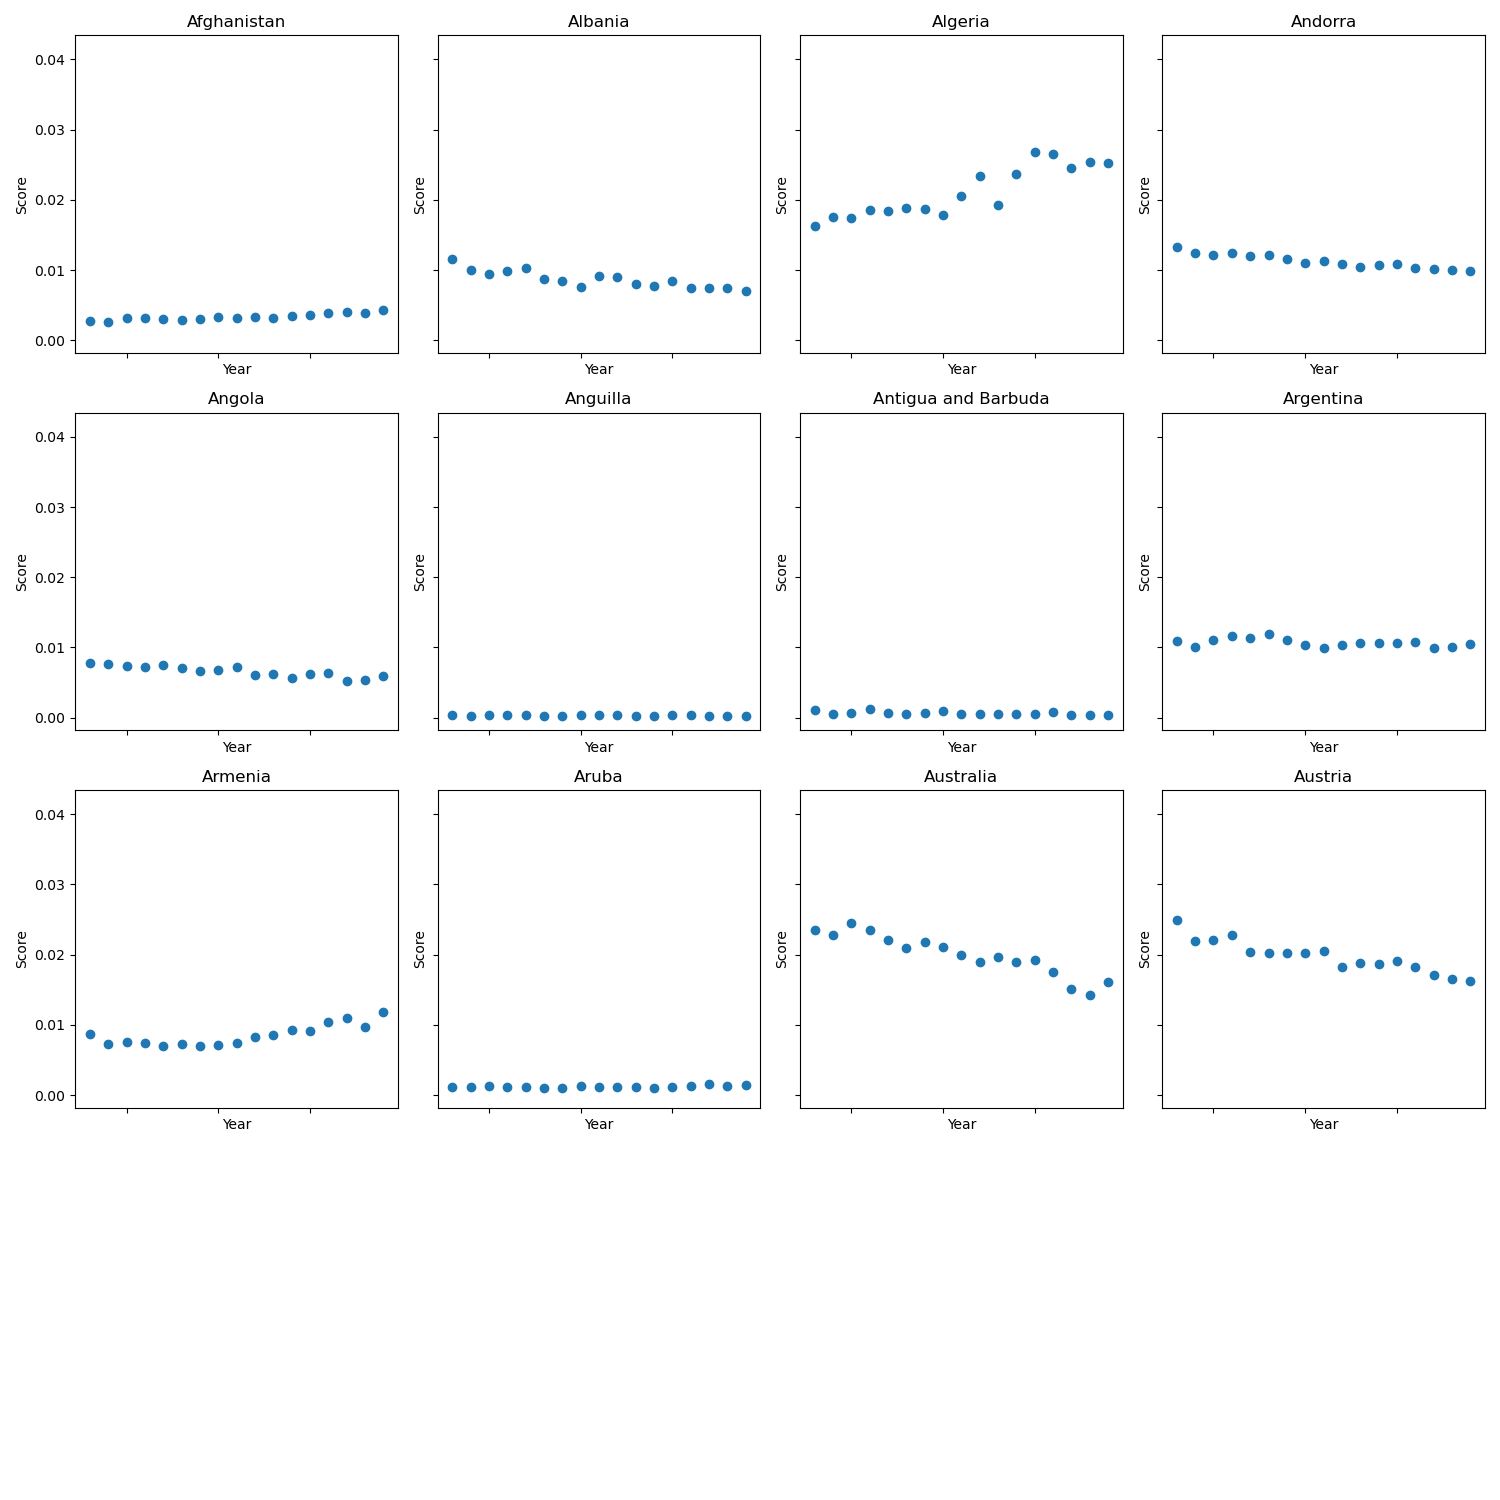 Afghanistan
Albania
Algeria
Andorra
0.04
0.03
0.02
0.01
0.00
Score
Score
Score
Score
Year
Year
Year
Year
Angola
Anguilla
Antigua and Barbuda
Argentina
0.04
0.03
0.02
0.01
0.00
Score
Score
Score
Score
Year
Year
Year
Year
Armenia
Aruba
Australia
Austria
0.04
0.03
0.02
0.01
0.00
Score
Score
Score
Score
Year
Year
Year
Year